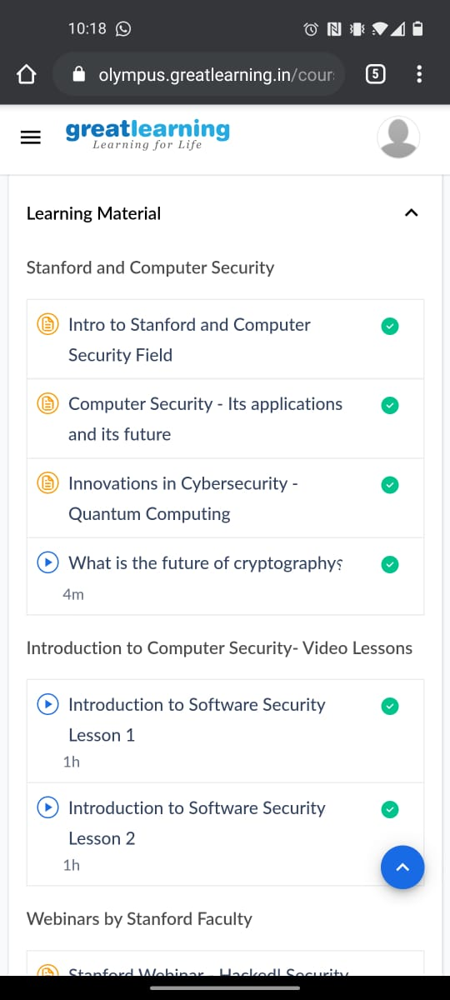 10:18
olympus.greatlearning.in/cour
5
greatlearning
Learning for Life
Learning Material
Stanford and Computer Security
Intro to Stanford and Computer
Security Field
Computer Security - Its applications
and its future
Innovations in Cybersecurity -
Quantum Computing
What is the future of cryptography?
4m
Introduction to Computer Security- Video Lessons
Introduction to Software Security
Lesson 1
1h
Introduction to Software Security
Lesson 2
1h
Webinars by Stanford Faculty
Stanford Webinar - Hacked! Security